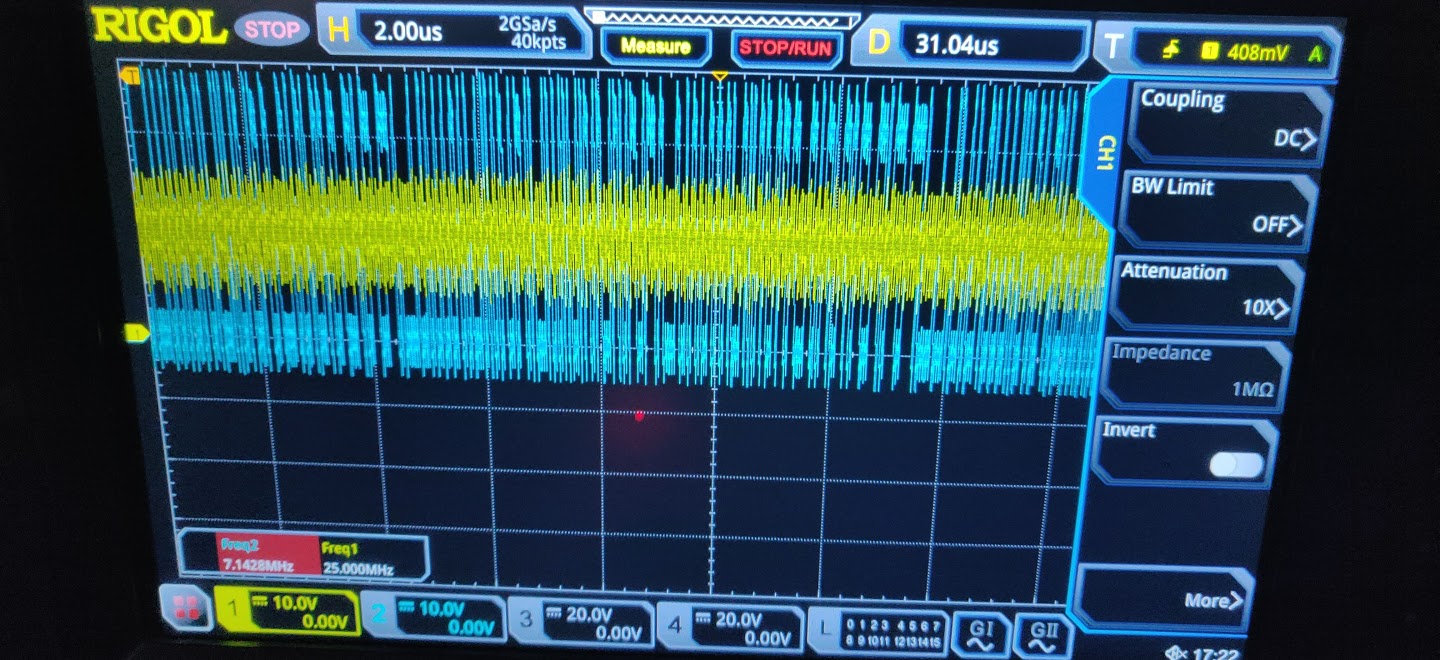 RIGOL STOP H 2.00us 2GSa/s
40kpts
Measure STOP/RUN D 31.04us T 1 408mV A
T
CH1
Coupling
DC
BW Limit
OFF
Attenuation
10X
Impedance
1MΩ
Invert
More
1
Freq2 Freq1
7.1428MHz 25.000MHz
1 10.0V
0.00V
2 10.0V
0.00V
3 20.0V
0.00V
4 20.0V
0.00V
L 0 1 2 3 4 5 6 7
8 9 10 11 12 13 14 15
GI GII
17:22